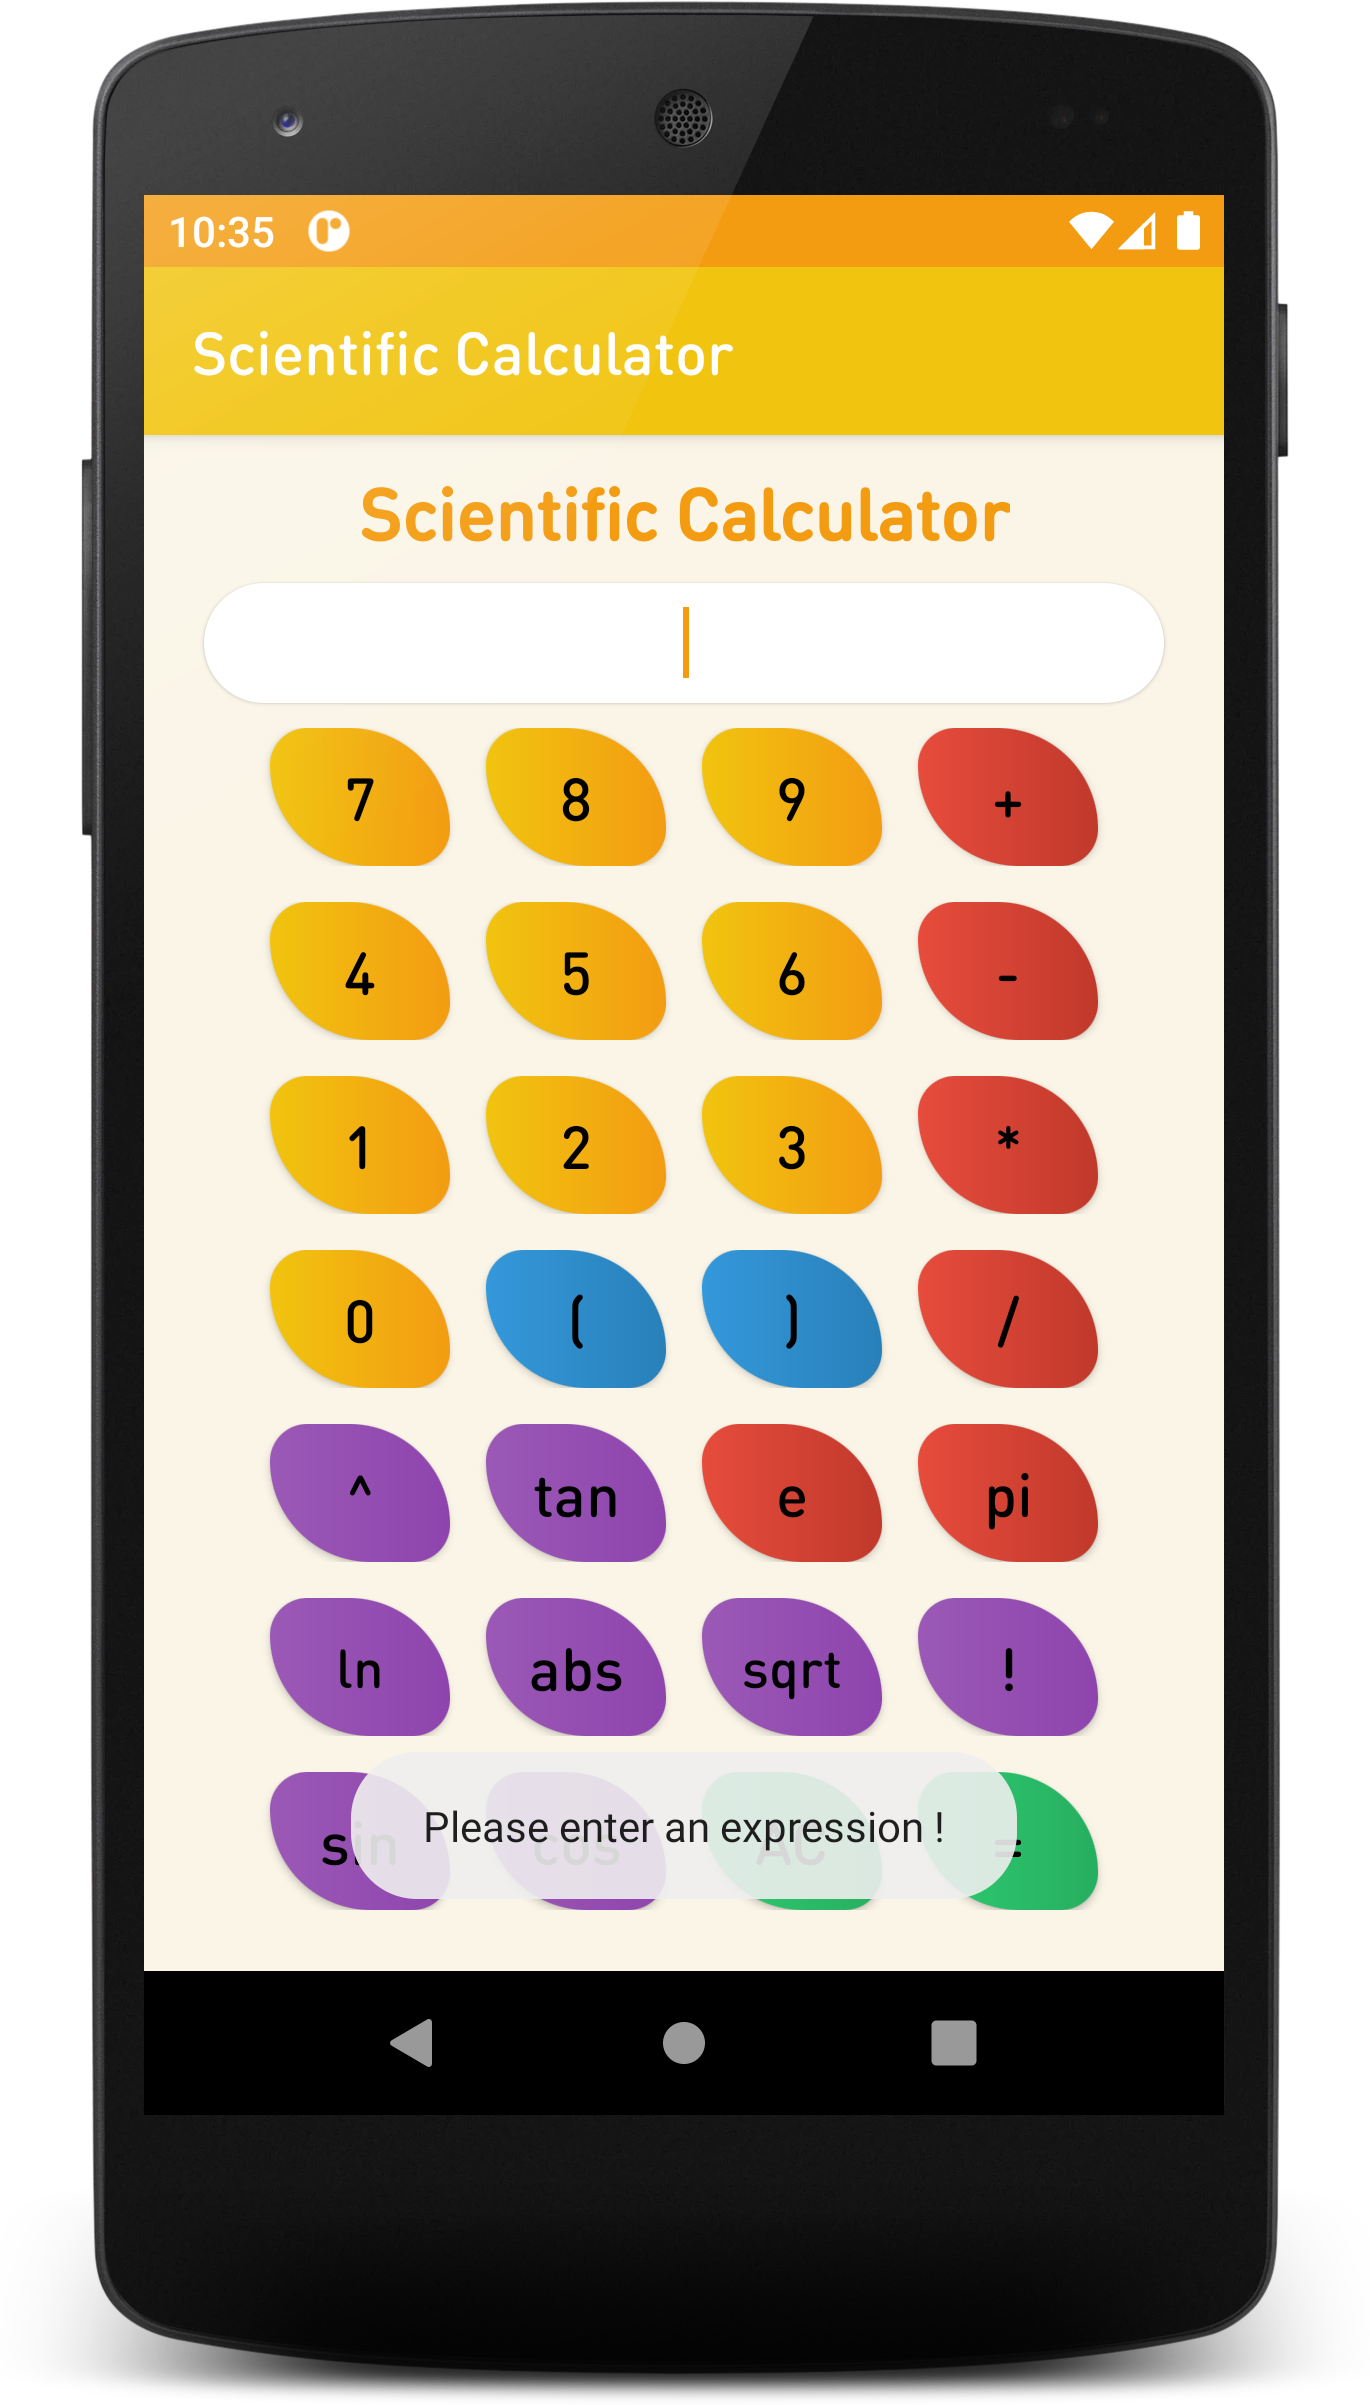 10:35
Scientific Calculator
Scientific Calculator
7 8 9 +
4 5 6 -
1 2 3 *
0 ( ) /
^ tan e pi
ln abs sqrt !
sin cos AC =
Please enter an expression !